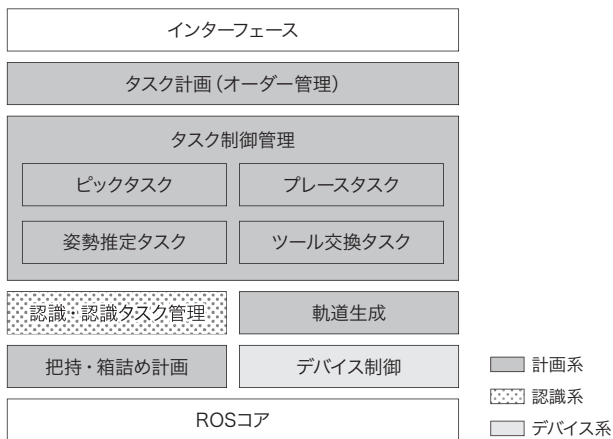 インターフェース
タスク計画（オーダー管理）
タスク制御管理
ピックタスク
プレースタスク
姿勢推定タスク
ツール交換タスク
認識・認識タスク管理
軌道生成
把持・箱詰め計画
デバイス制御
ROSコア
計画系
認識系
デバイス系